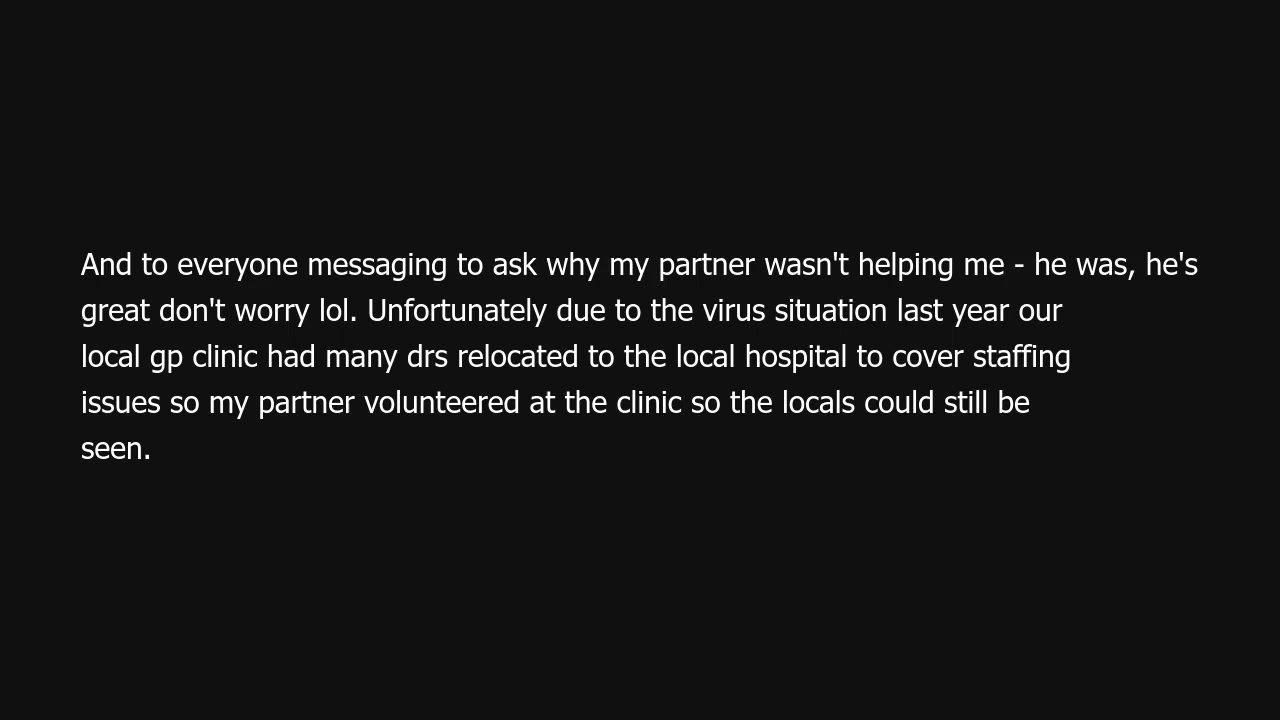 And to everyone messaging to ask why my partner wasn't helping me - he was, he's
great don't worry lol. Unfortunately due to the virus situation last year our
local gp clinic had many drs relocated to the local hospital to cover staffing
issues so my partner volunteered at the clinic so the locals could still be
seen.